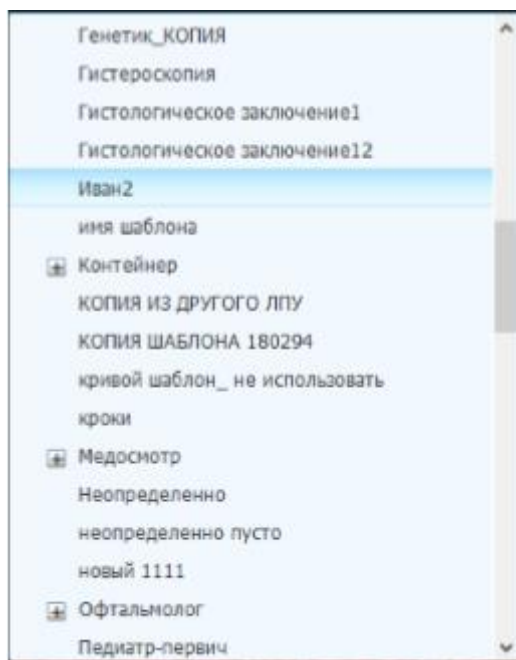 Генетик_КОПИЯ
Гистероскопия
Гистологическое заключение1
Гистологическое заключение12
Иван2
имя шаблона
Контейнер
КОПИЯ ИЗ ДРУГОГО ЛПУ
КОПИЯ ШАБЛОНА 180294
кривой шаблон_ не использовать
кроки
Медосмотр
Неопределенно
неопределенно пусто
новый 1111
Офтальмолог
Педиатр-первич